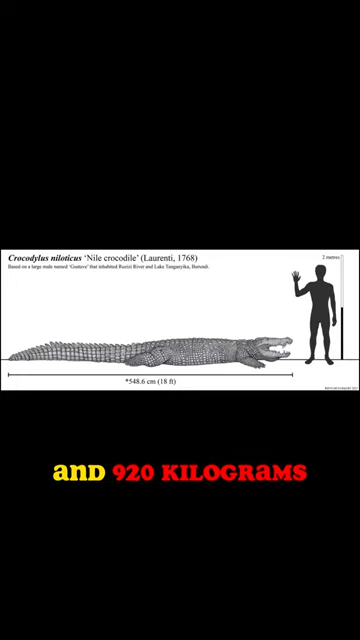 Crocodylus niloticus 'Nile crocodile' (Laurenti, 1768)
Based on a large male named 'Gustave' that inhabited Ruzizi River and Lake Tanganyika, Burundi.
2 metres
*548.6 cm (18 ft)
and 920 kilograms